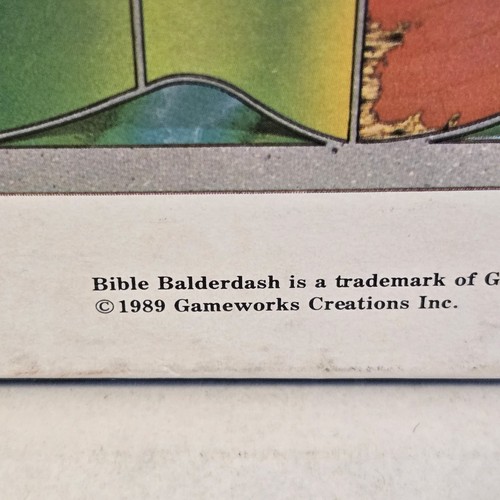 Bible Balderdash is a trademark of G
©1989 Gameworks Creations Inc.